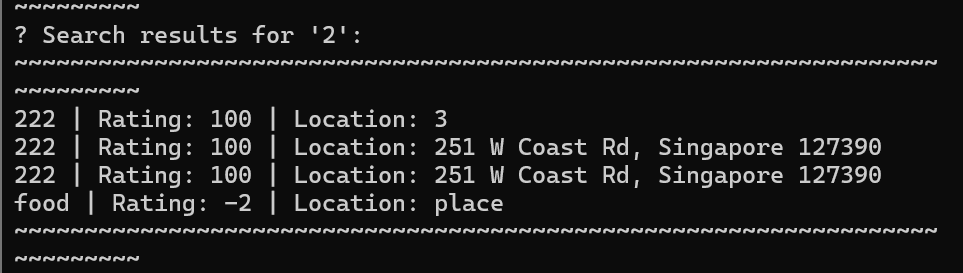 ~~~~~~~~~
? Search results for '2':
~~~~~~~~~~~~~~~~~~~~~~~~~~~~~~~~~~~~~~~~~~~~~~~~~~~~~~~~~~~~~~~~~~
~~~~~~~~~
222 | Rating: 100 | Location: 3
222 | Rating: 100 | Location: 251 W Coast Rd, Singapore 127390
222 | Rating: 100 | Location: 251 W Coast Rd, Singapore 127390
food | Rating: -2 | Location: place
~~~~~~~~~~~~~~~~~~~~~~~~~~~~~~~~~~~~~~~~~~~~~~~~~~~~~~~~~~~~~~~~~~
~~~~~~~~~